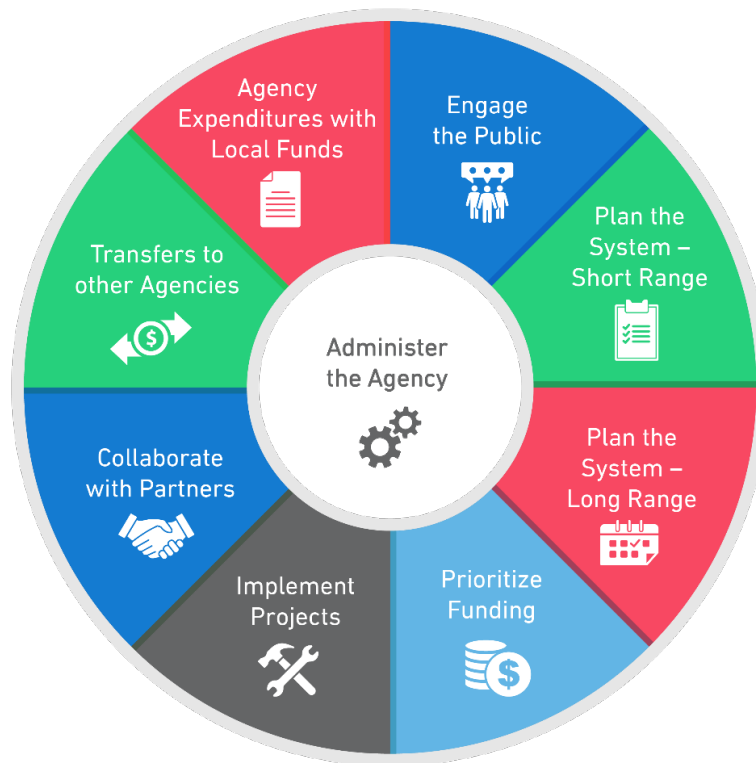 Agency
Expenditures with
Local Funds
Engage
the Public
Plan the
System –
Short Range
Plan the
System –
Long Range
Prioritize
Funding
$
Implement
Projects
Collaborate
with Partners
Transfers to
other Agencies
$
Administer
the Agency